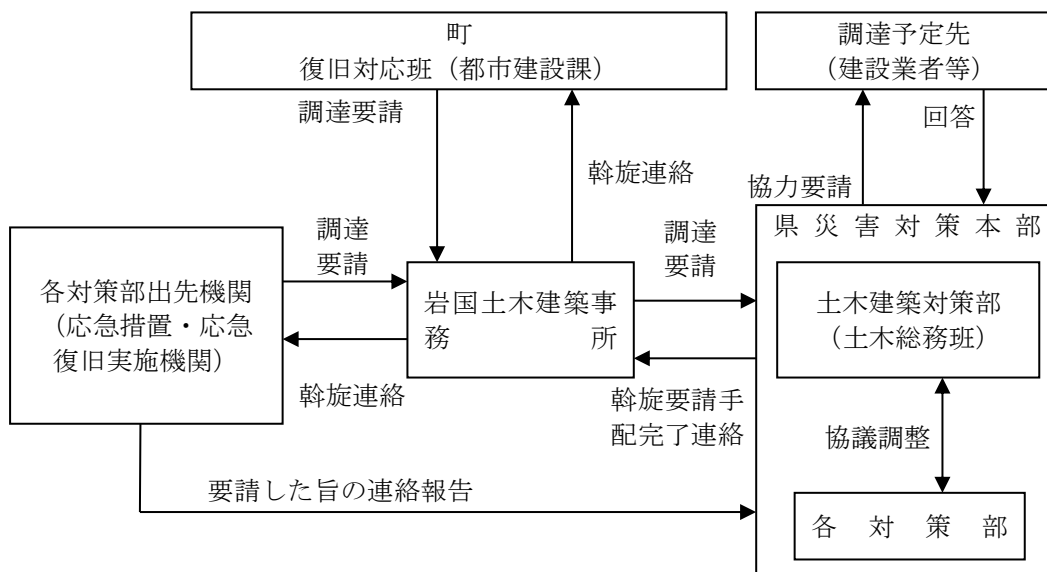 町
復旧対応班（都市建設課）
調達予定先
（建設業者等）
調達要請
回答
斡旋連絡
協力要請
県災害対策本部
調達
要請
調達
要請
各対策部出先機関
（応急措置・応急
復旧実施機関）
岩国土木建築事
務所
土木建築対策部
（土木総務班）
斡旋連絡
斡旋要請手
配完了連絡
協議調整
要請した旨の連絡報告
各対策部